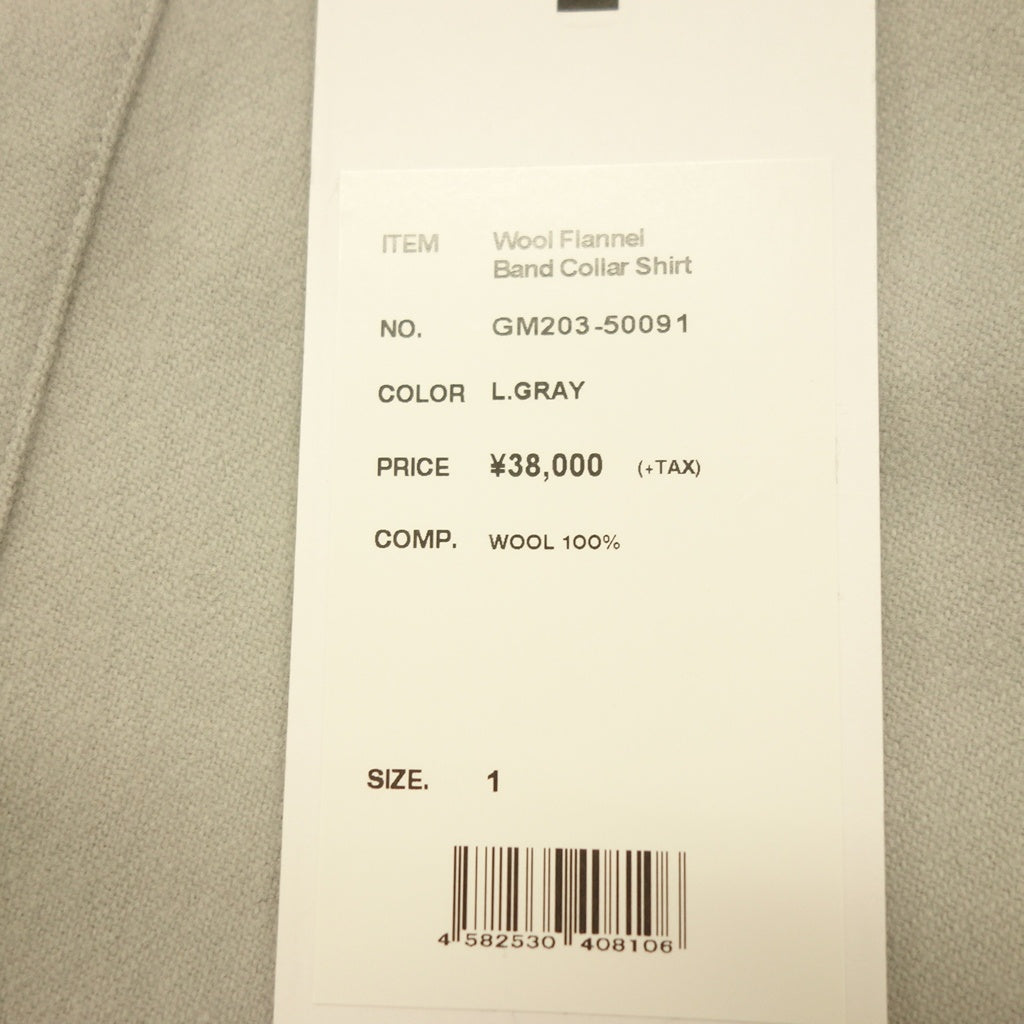 ITEM Wool Flannel
Band Collar Shirt
NO. GM203-50091
COLOR L.GRAY
PRICE ¥38,000 (+TAX)
COMP. WOOL 100%
SIZE. 1
4 582530 408106